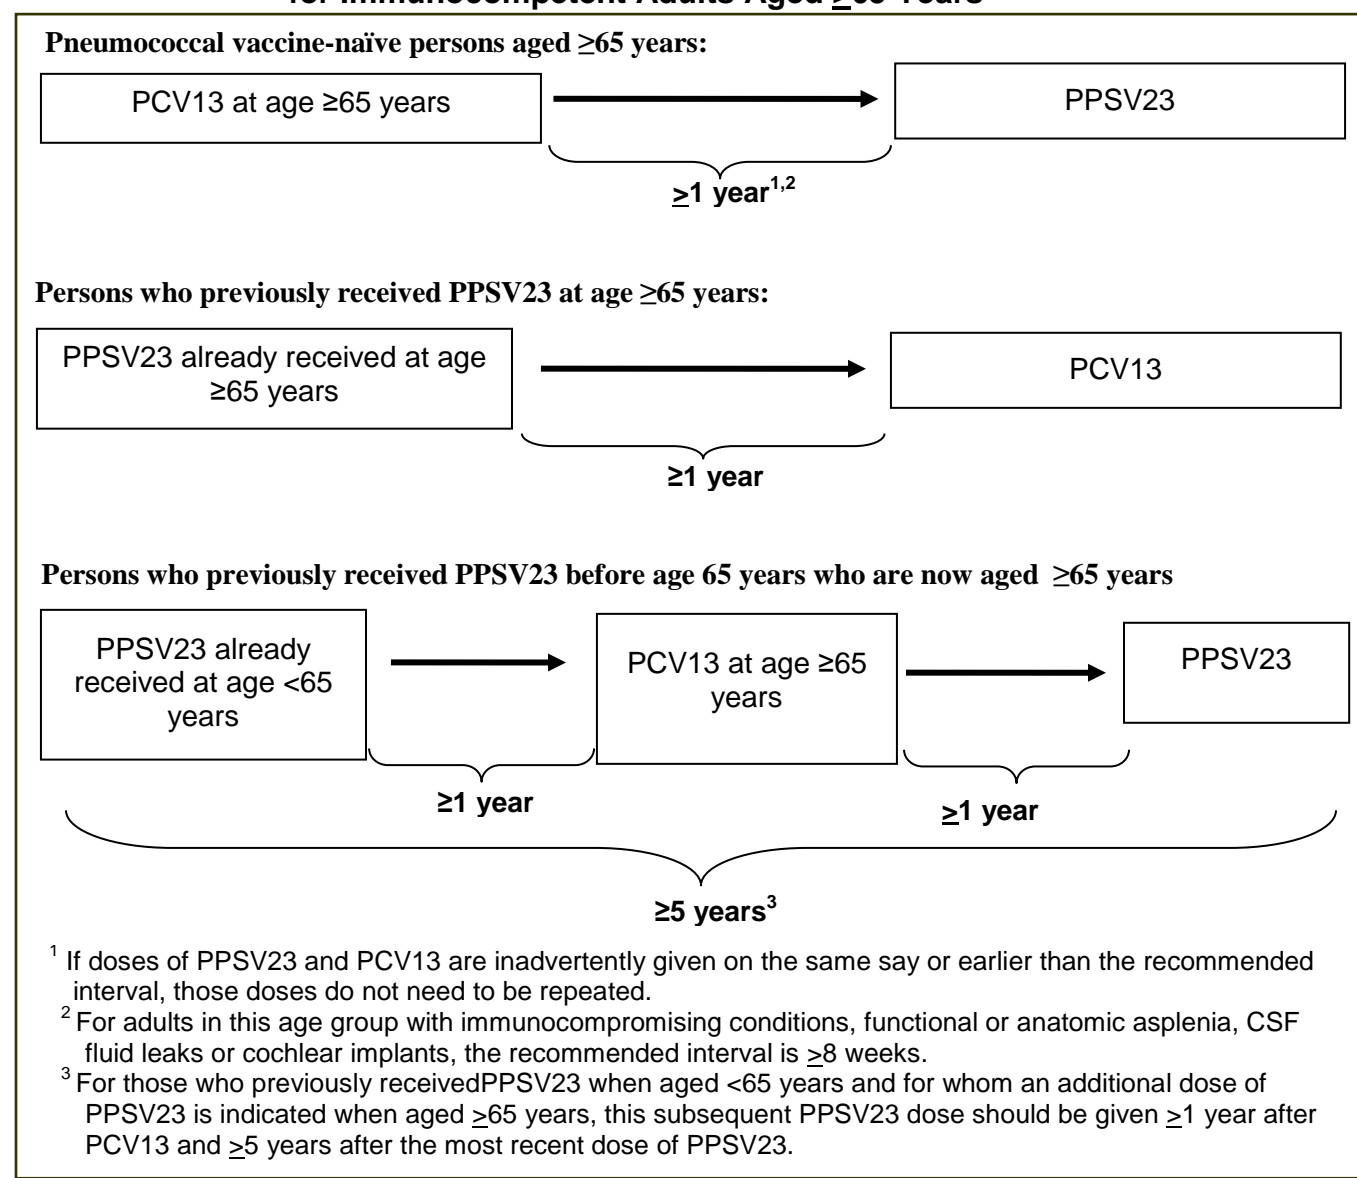 for Immunocompetent Adults Aged ≥65 Years
Pneumococcal vaccine-naïve persons aged ≥65 years:
PCV13 at age ≥65 years
PPSV23
≥1 year1,2
Persons who previously received PPSV23 at age ≥65 years:
PPSV23 already received at age
≥65 years
PCV13
≥1 year
Persons who previously received PPSV23 before age 65 years who are now aged ≥65 years
PPSV23 already
received at age <65
years
PCV13 at age ≥65
years
PPSV23
≥1 year
≥1 year
≥5 years3
1 If doses of PPSV23 and PCV13 are inadvertently given on the same say or earlier than the recommended
interval, those doses do not need to be repeated.
2 For adults in this age group with immunocompromising conditions, functional or anatomic asplenia, CSF
fluid leaks or cochlear implants, the recommended interval is ≥8 weeks.
3 For those who previously receivedPPSV23 when aged <65 years and for whom an additional dose of
PPSV23 is indicated when aged ≥65 years, this subsequent PPSV23 dose should be given ≥1 year after
PCV13 and ≥5 years after the most recent dose of PPSV23.